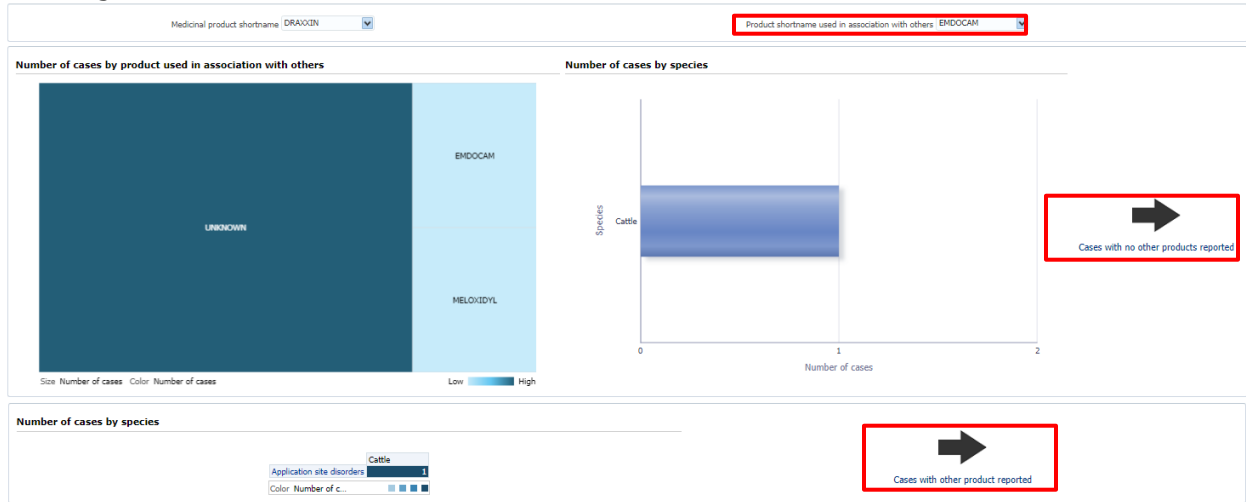 Medicinal product shortname DRAXXIN
Product shortname used in association with others EMDOCAM
Number of cases by product used in association with others
Number of cases by species
UNKNOWN
EMDOCAM
MELOXIDYL
Size Number of cases Color Number of cases
Low High
Species
Cattle
0 1 2
Number of cases
Cases with no other products reported
Number of cases by species
Cattle
Application site disorders 1
Color Number of c...
Cases with other product reported